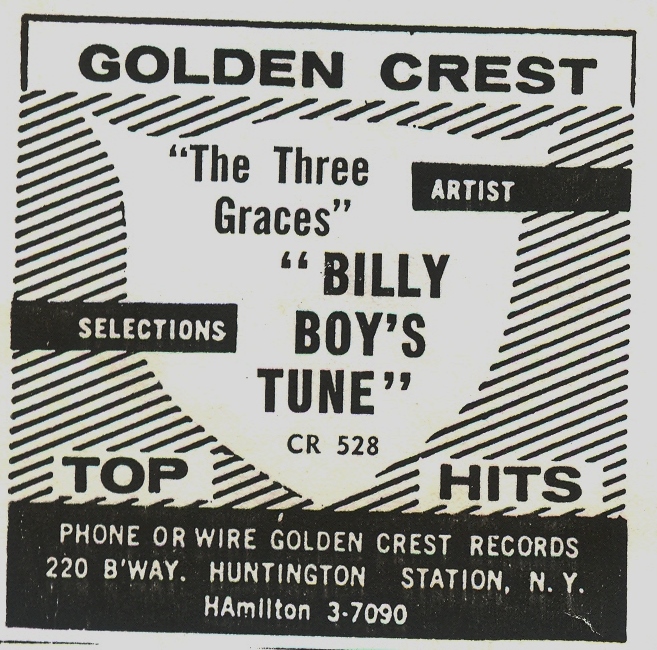 GOLDEN CREST
"The Three
Graces"
ARTIST
"BILLY
BOY'S
TUNE"
SELECTIONS
CR 528
TOP HITS
PHONE OR WIRE GOLDEN CREST RECORDS
220 B'WAY. HUNTINGTON STATION, N. Y.
HAmilton 3-7090